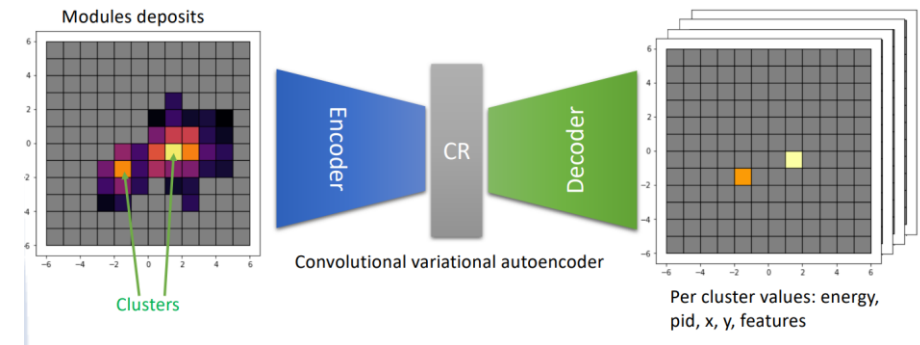 Modules deposits
6
4
2
0
-2
-4
-6
-6 -4 -2 0 2 4 6
Clusters
Encoder
CR
Decoder
Convolutional variational autoencoder
6
4
2
0
−2
−4
−6
−6 −4 −2 0 2 4 6
Per cluster values: energy,
pid, x, y, features